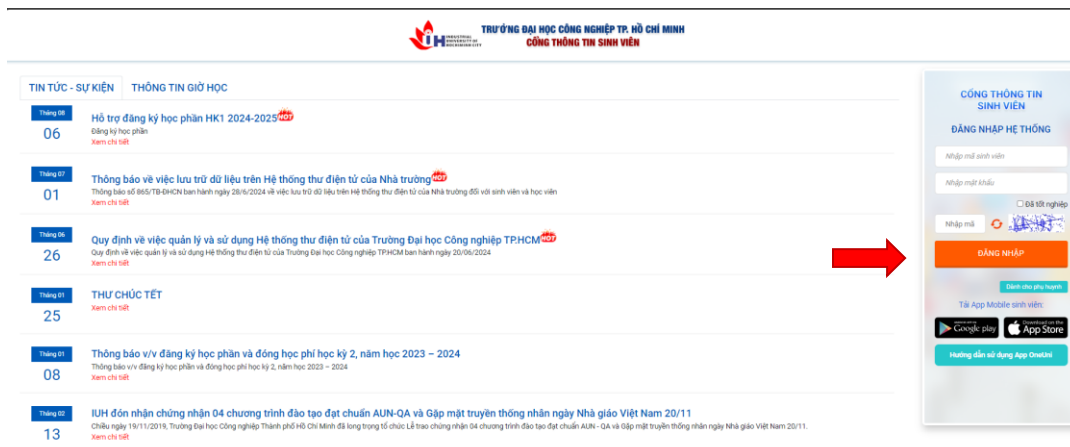 INDUSTRIAL
UNIVERSITY OF
HOCHIMINH CITY
TRƯỜNG ĐẠI HỌC CÔNG NGHIỆP TP. HỒ CHÍ MINH
CỔNG THÔNG TIN SINH VIÊN
TIN TỨC - SỰ KIỆN THÔNG TIN GIỜ HỌC
Tháng 08
06
Hỗ trợ đăng ký học phần HK1 2024-2025 HOT
Đăng ký học phần
Xem chi tiết
Tháng 07
01
Thông báo về việc lưu trữ dữ liệu trên Hệ thống thư điện tử của Nhà trường HOT
Thông báo số 865/TB-ĐHCN ban hành ngày 28/6/2024 về việc lưu trữ dữ liệu trên Hệ thống thư điện tử của Nhà trường đối với sinh viên và học viên
Xem chi tiết
Tháng 06
26
Quy định về việc quản lý và sử dụng Hệ thống thư điện tử của Trường Đại học Công nghiệp TP.HCM HOT
Quy định về việc quản lý và sử dụng Hệ thống thư điện tử của Trường Đại học Công nghiệp TP.HCM ban hành ngày 20/06/2024
Xem chi tiết
Tháng 01
25
THƯ CHÚC TẾT
Xem chi tiết
Tháng 01
08
Thông báo v/v đăng ký học phần và đóng học phí học kỳ 2, năm học 2023 – 2024
Thông báo v/v đăng ký học phần và đóng học phí học kỳ 2, năm học 2023 – 2024
Xem chi tiết
Tháng 02
13
IUH đón nhận chứng nhận 04 chương trình đào tạo đạt chuẩn AUN-QA và Gặp mặt truyền thống nhân ngày Nhà giáo Việt Nam 20/11
Chiều ngày 19/11/2019, Trường Đại học Công nghiệp Thành phố Hồ Chí Minh đã long trọng tổ chức Lễ trao chứng nhận 04 chương trình đào tạo đạt chuẩn AUN - QA và Gặp mặt truyền thống nhân ngày Nhà giáo Việt Nam 20/11.
Xem chi tiết
CỔNG THÔNG TIN
SINH VIÊN
ĐĂNG NHẬP HỆ THỐNG
Nhập mã sinh viên
Nhập mật khẩu
Đã tốt nghiệp
Nhập mã
ĐĂNG NHẬP
Dành cho phụ huynh
Tải App Mobile sinh viên:
Google play
Download on the
App Store
Hướng dẫn sử dụng App OneUni